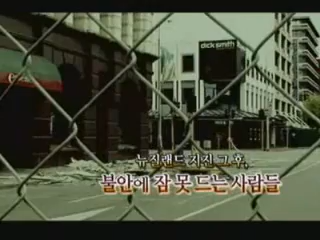 dick smith
뉴질랜드 지진 그 후,
불안에 잠 못 드는 사람들